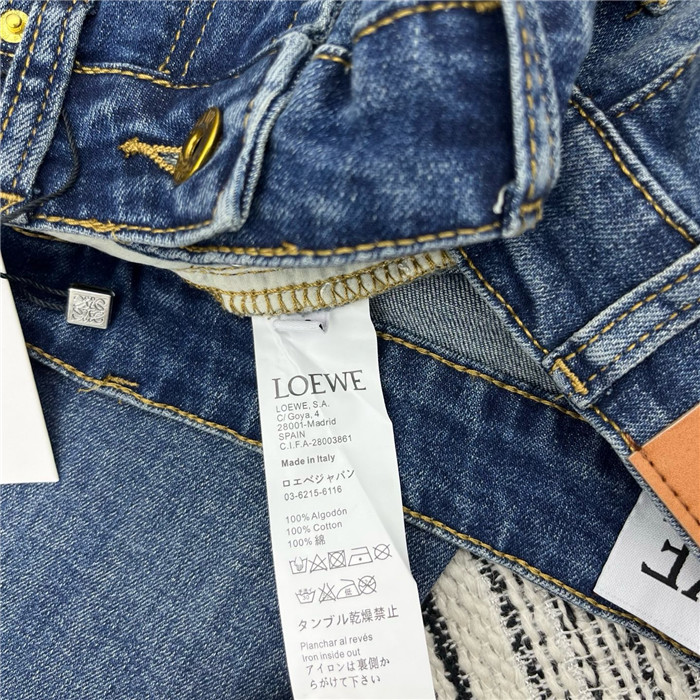 LOEWE
LOEWE, S.A.
C/ Goya, 4
28001-Madrid
SPAIN
C.I.F.A-28003861
Made in Italy
ロエベジャパン
03-6215-6116
100% Algodón
100% Cotton
100% 綿
タンブル乾燥禁止
Planchar al revés
Iron inside out
アイロンは裏側か
らがけて下さい